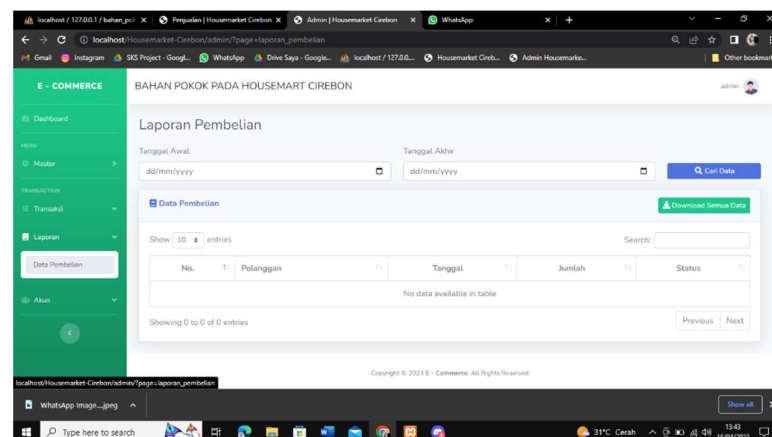 localhost / 127.0.0.1 / bahan_po
Penjualan | Housemarket Cirebon
Admin | Housemarket Cirebon
WhatsApp
localhost/Housemarket-Cirebon/admin/?page=laporan_pembelian
Gmail Instagram SKS Project - Googl... WhatsApp Drive Saya - Google... localhost / 127.0.0.... Housemarket Cireb... Admin Housemarke... Other bookmar
E - COMMERCE
BAHAN POKOK PADA HOUSEMART CIREBON
admin
Dashboard
MENU
Master
TRANSACTION
Transaksi
Laporan
Data Pembelian
Akun
Laporan Pembelian
Tanggal Awal Tanggal Akhir
dd/mm/yyyy dd/mm/yyyy Cari Data
Data Pembelian Download Semua Data
Show 10 entries Search:
No. Pelanggan Tanggal Jumlah Status
No data available in table
Showing 0 to 0 of 0 entries Previous Next
Copyright © 2023 E - Commerce. All Rights Reserved
localhost/Housemarket-Cirebon/admin/?page=laporan_pembelian
WhatsApp Image....jpeg Show all
Type here to search 31°C Cerah 13:43
16/04/2023